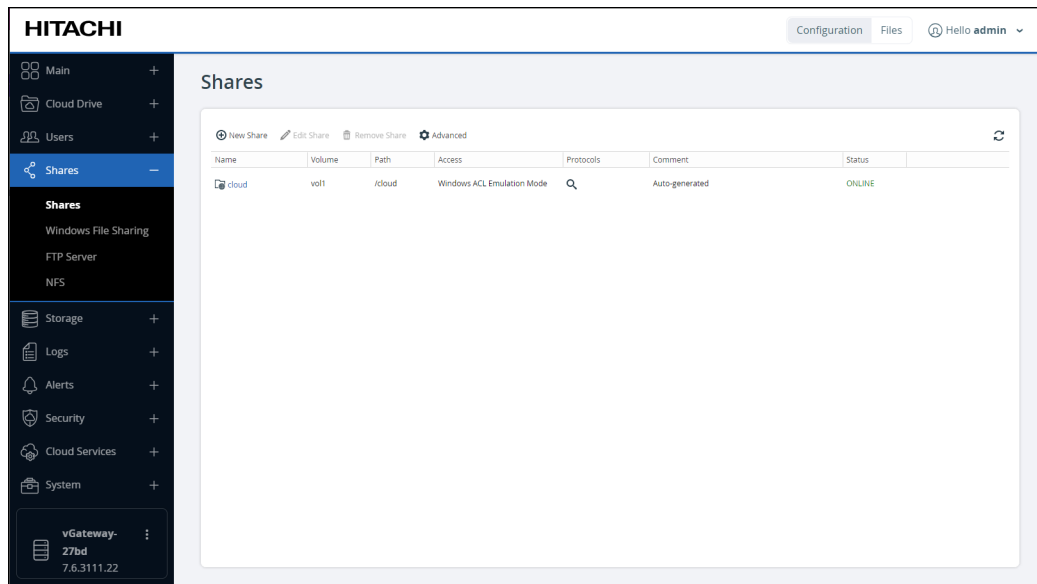 HITACHI
Configuration Files Hello admin
Main
Cloud Drive
Users
Shares
Shares
Windows File Sharing
FTP Server
NFS
Storage
Logs
Alerts
Security
Cloud Services
System
vGateway-
27bd
7.6.3111.22
Shares
New Share Edit Share Remove Share Advanced
Name Volume Path Access Protocols Comment Status
cloud vol1 /cloud Windows ACL Emulation Mode Auto-generated ONLINE